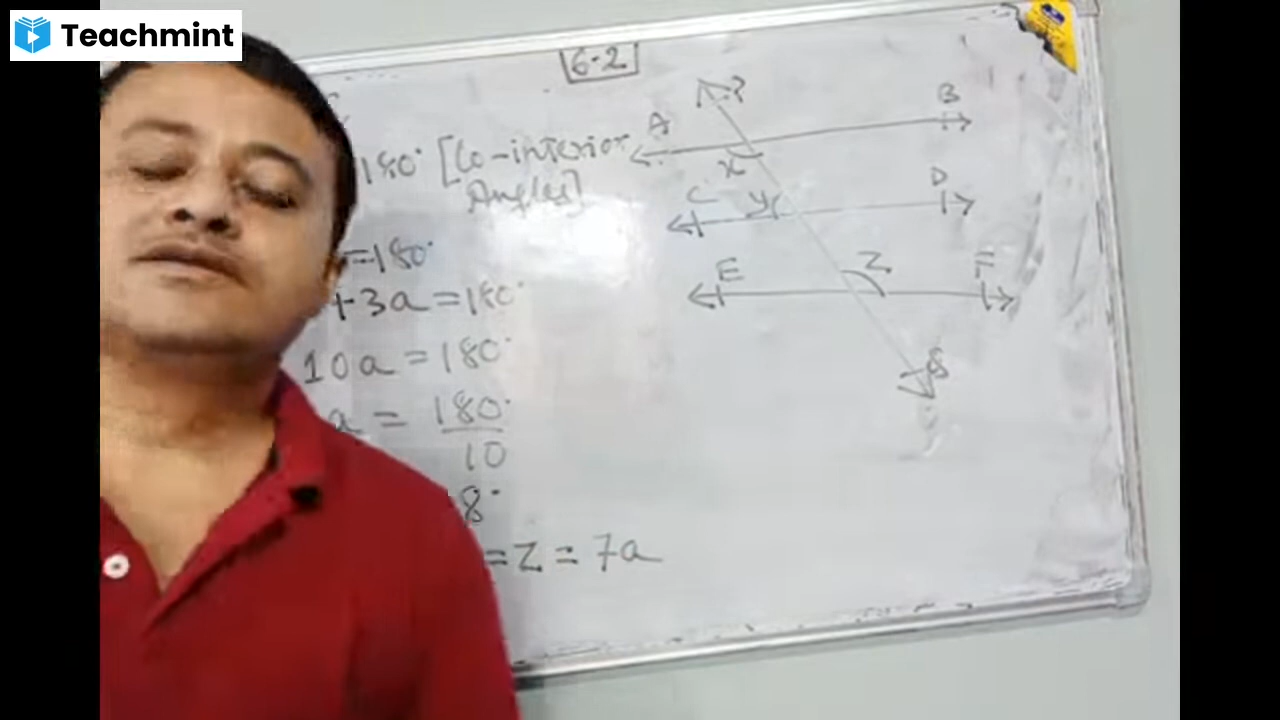 Teachmint
6.2
180° [Co-interior
Angles]
=180°
+3a=180°
10a = 180°
a = 180°
10
8°
=Z = 7a
A
B
x
C
y
D
E
Z
F